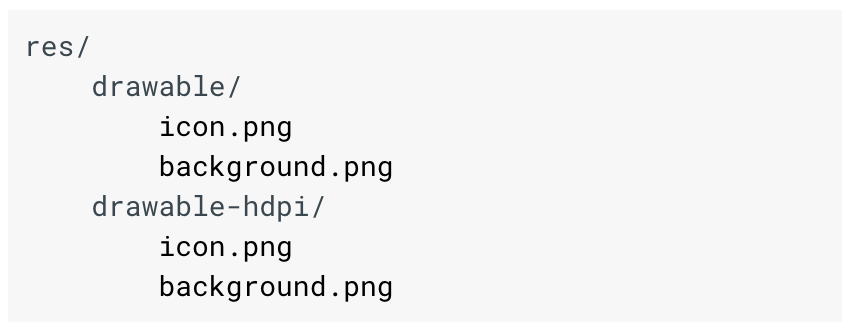 res/
    drawable/
        icon.png
        background.png
    drawable-hdpi/
        icon.png
        background.png